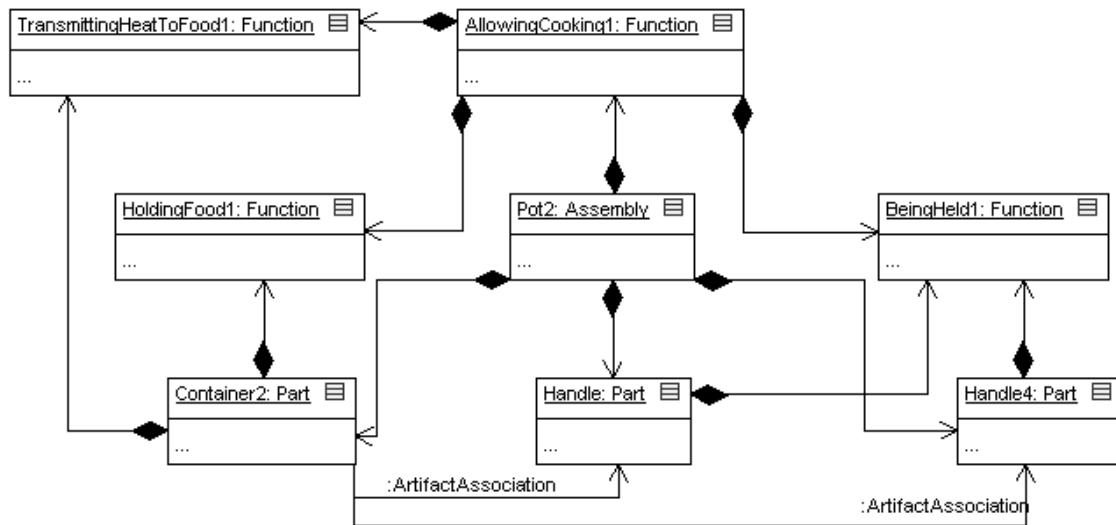 TransmittingHeatToFood1: Function
AllowingCooking1: Function
...
...
HoldingFood1: Function
Pot2: Assembly
BeingHeld1: Function
...
...
...
Container2: Part
Handle: Part
Handle4: Part
...
...
...
:ArtifactAssociation
:ArtifactAssociation